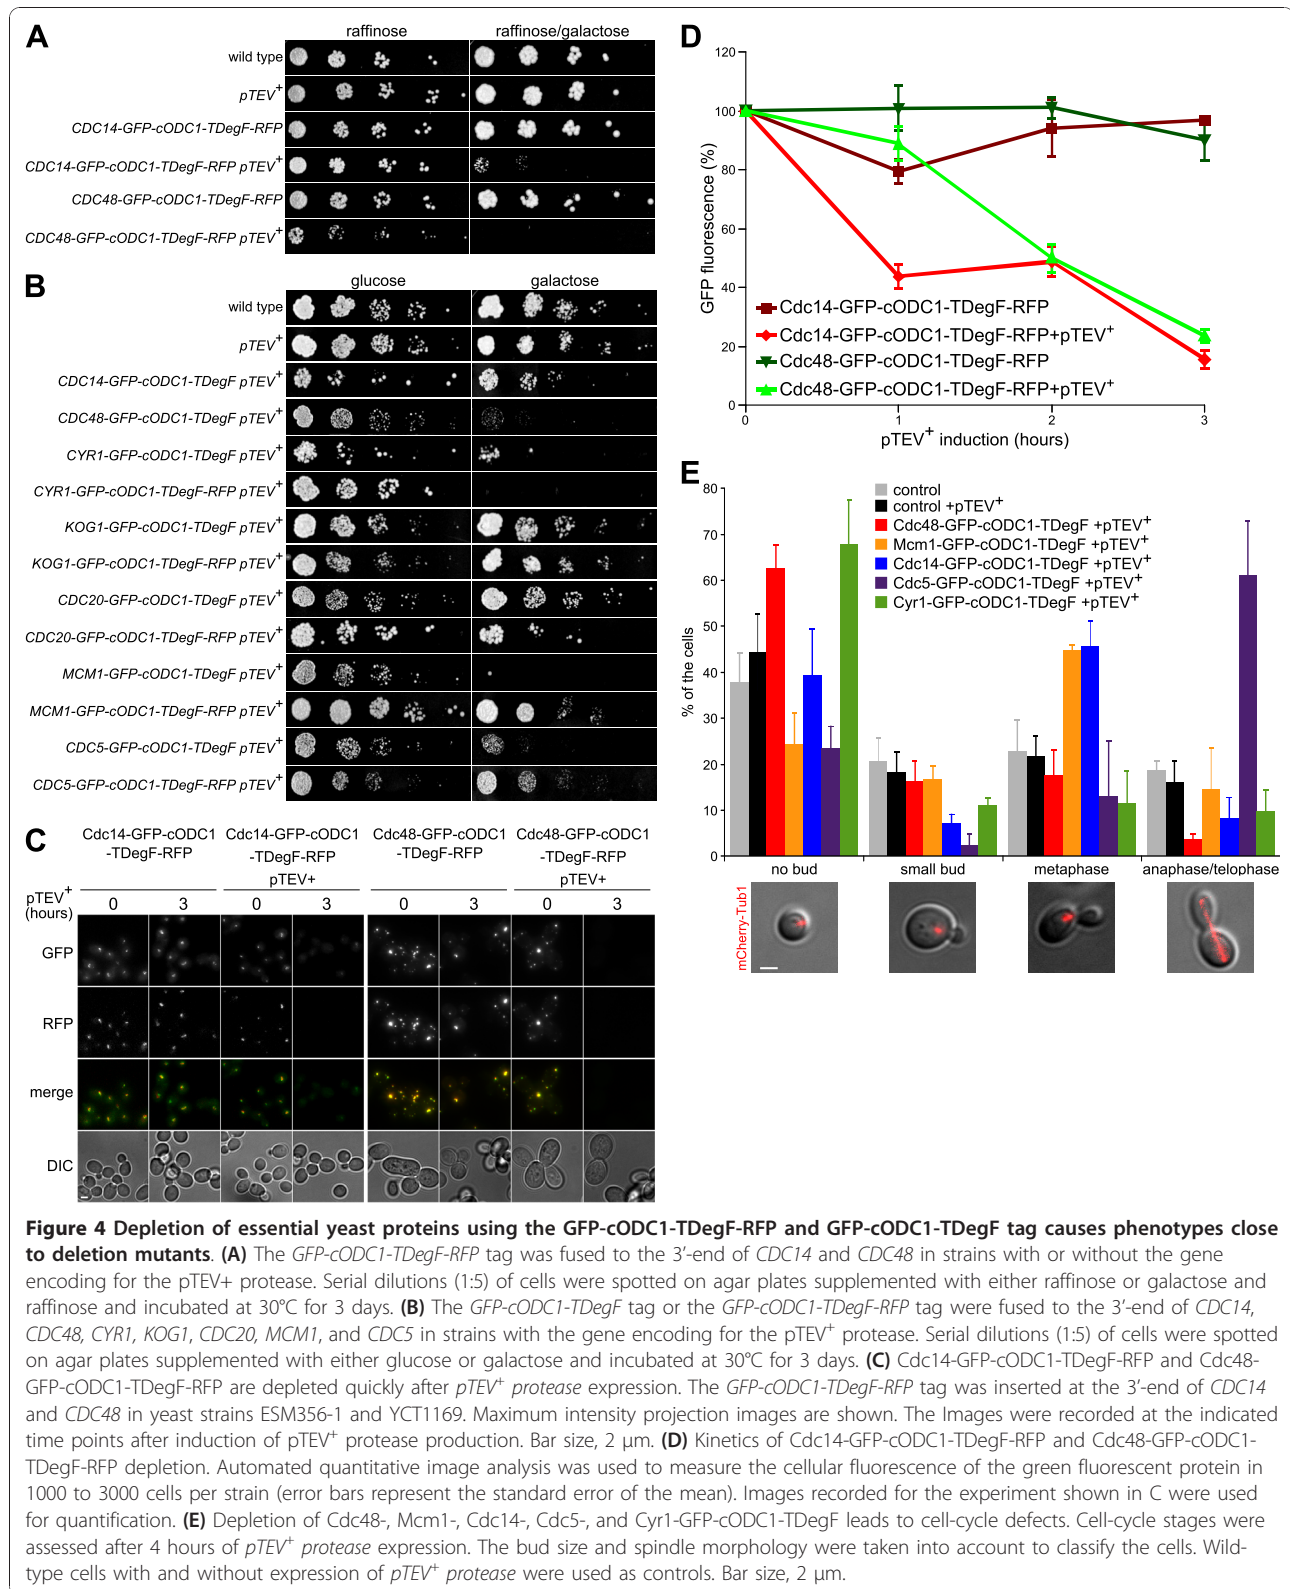 A
raffinose
raffinose/galactose
wild type
pTEV+
CDC14-GFP-cODC1-TDegF-RFP
CDC14-GFP-cODC1-TDegF-RFP pTEV+
CDC48-GFP-cODC1-TDegF-RFP
CDC48-GFP-cODC1-TDegF-RFP pTEV+
B
glucose
galactose
wild type
pTEV+
CDC14-GFP-cODC1-TDegF pTEV+
CDC48-GFP-cODC1-TDegF pTEV+
CYR1-GFP-cODC1-TDegF pTEV+
CYR1-GFP-cODC1-TDegF-RFP pTEV+
KOG1-GFP-cODC1-TDegF pTEV+
KOG1-GFP-cODC1-TDegF-RFP pTEV+
CDC20-GFP-cODC1-TDegF pTEV+
CDC20-GFP-cODC1-TDegF-RFP pTEV+
MCM1-GFP-cODC1-TDegF pTEV+
MCM1-GFP-cODC1-TDegF-RFP pTEV+
CDC5-GFP-cODC1-TDegF pTEV+
CDC5-GFP-cODC1-TDegF-RFP pTEV+
C
Cdc14-GFP-cODC1
-TDegF-RFP
Cdc14-GFP-cODC1
-TDegF-RFP
pTEV+
Cdc48-GFP-cODC1
-TDegF-RFP
Cdc48-GFP-cODC1
-TDegF-RFP
pTEV+
pTEV+
(hours)
0 3 0 3 0 3 0 3
GFP
RFP
merge
DIC
D
120
100
80
60
40
20
0
GFP fluorescence (%)
Cdc14-GFP-cODC1-TDegF-RFP
Cdc14-GFP-cODC1-TDegF-RFP+pTEV+
Cdc48-GFP-cODC1-TDegF-RFP
Cdc48-GFP-cODC1-TDegF-RFP+pTEV+
0 1 2 3
pTEV+ induction (hours)
E
80
70
60
50
40
30
20
10
0
% of the cells
control
control +pTEV+
Cdc48-GFP-cODC1-TDegF +pTEV+
Mcm1-GFP-cODC1-TDegF +pTEV+
Cdc14-GFP-cODC1-TDegF +pTEV+
Cdc5-GFP-cODC1-TDegF +pTEV+
Cyr1-GFP-cODC1-TDegF +pTEV+
no bud small bud metaphase anaphase/telophase
mCherry-Tub1
Figure 4 Depletion of essential yeast proteins using the GFP-cODC1-TDegF-RFP and GFP-cODC1-TDegF tag causes phenotypes close
to deletion mutants. (A) The GFP-cODC1-TDegF-RFP tag was fused to the 3′-end of CDC14 and CDC48 in strains with or without the gene
encoding for the pTEV+ protease. Serial dilutions (1:5) of cells were spotted on agar plates supplemented with either raffinose or galactose and
raffinose and incubated at 30°C for 3 days. (B) The GFP-cODC1-TDegF tag or the GFP-cODC1-TDegF-RFP tag were fused to the 3′-end of CDC14,
CDC48, CYR1, KOG1, CDC20, MCM1, and CDC5 in strains with the gene encoding for the pTEV+ protease. Serial dilutions (1:5) of cells were spotted
on agar plates supplemented with either glucose or galactose and incubated at 30°C for 3 days. (C) Cdc14-GFP-cODC1-TDegF-RFP and Cdc48-
GFP-cODC1-TDegF-RFP are depleted quickly after pTEV+ protease expression. The GFP-cODC1-TDegF-RFP tag was inserted at the 3′-end of CDC14
and CDC48 in yeast strains ESM356-1 and YCT1169. Maximum intensity projection images are shown. The Images were recorded at the indicated
time points after induction of pTEV+ protease production. Bar size, 2 μm. (D) Kinetics of Cdc14-GFP-cODC1-TDegF-RFP and Cdc48-GFP-cODC1-
TDegF-RFP depletion. Automated quantitative image analysis was used to measure the cellular fluorescence of the green fluorescent protein in
1000 to 3000 cells per strain (error bars represent the standard error of the mean). Images recorded for the experiment shown in C were used
for quantification. (E) Depletion of Cdc48-, Mcm1-, Cdc14-, Cdc5-, and Cyr1-GFP-cODC1-TDegF leads to cell-cycle defects. Cell-cycle stages were
assessed after 4 hours of pTEV+ protease expression. The bud size and spindle morphology were taken into account to classify the cells. Wild-
type cells with and without expression of pTEV+ protease were used as controls. Bar size, 2 μm.